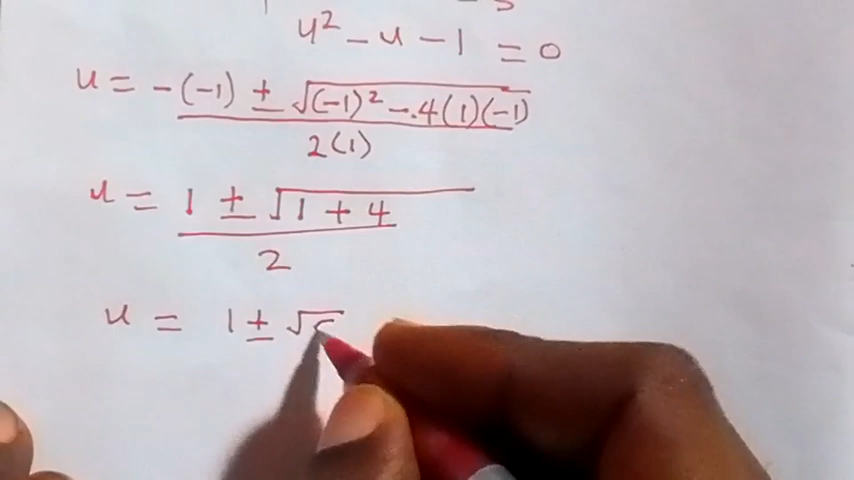 u² - u - 1 = 0
u = -(-1) ± √(-1)² - 4(1)(-1)
2(1)
u = 1 ± √1 + 4
2
u = 1 ± √